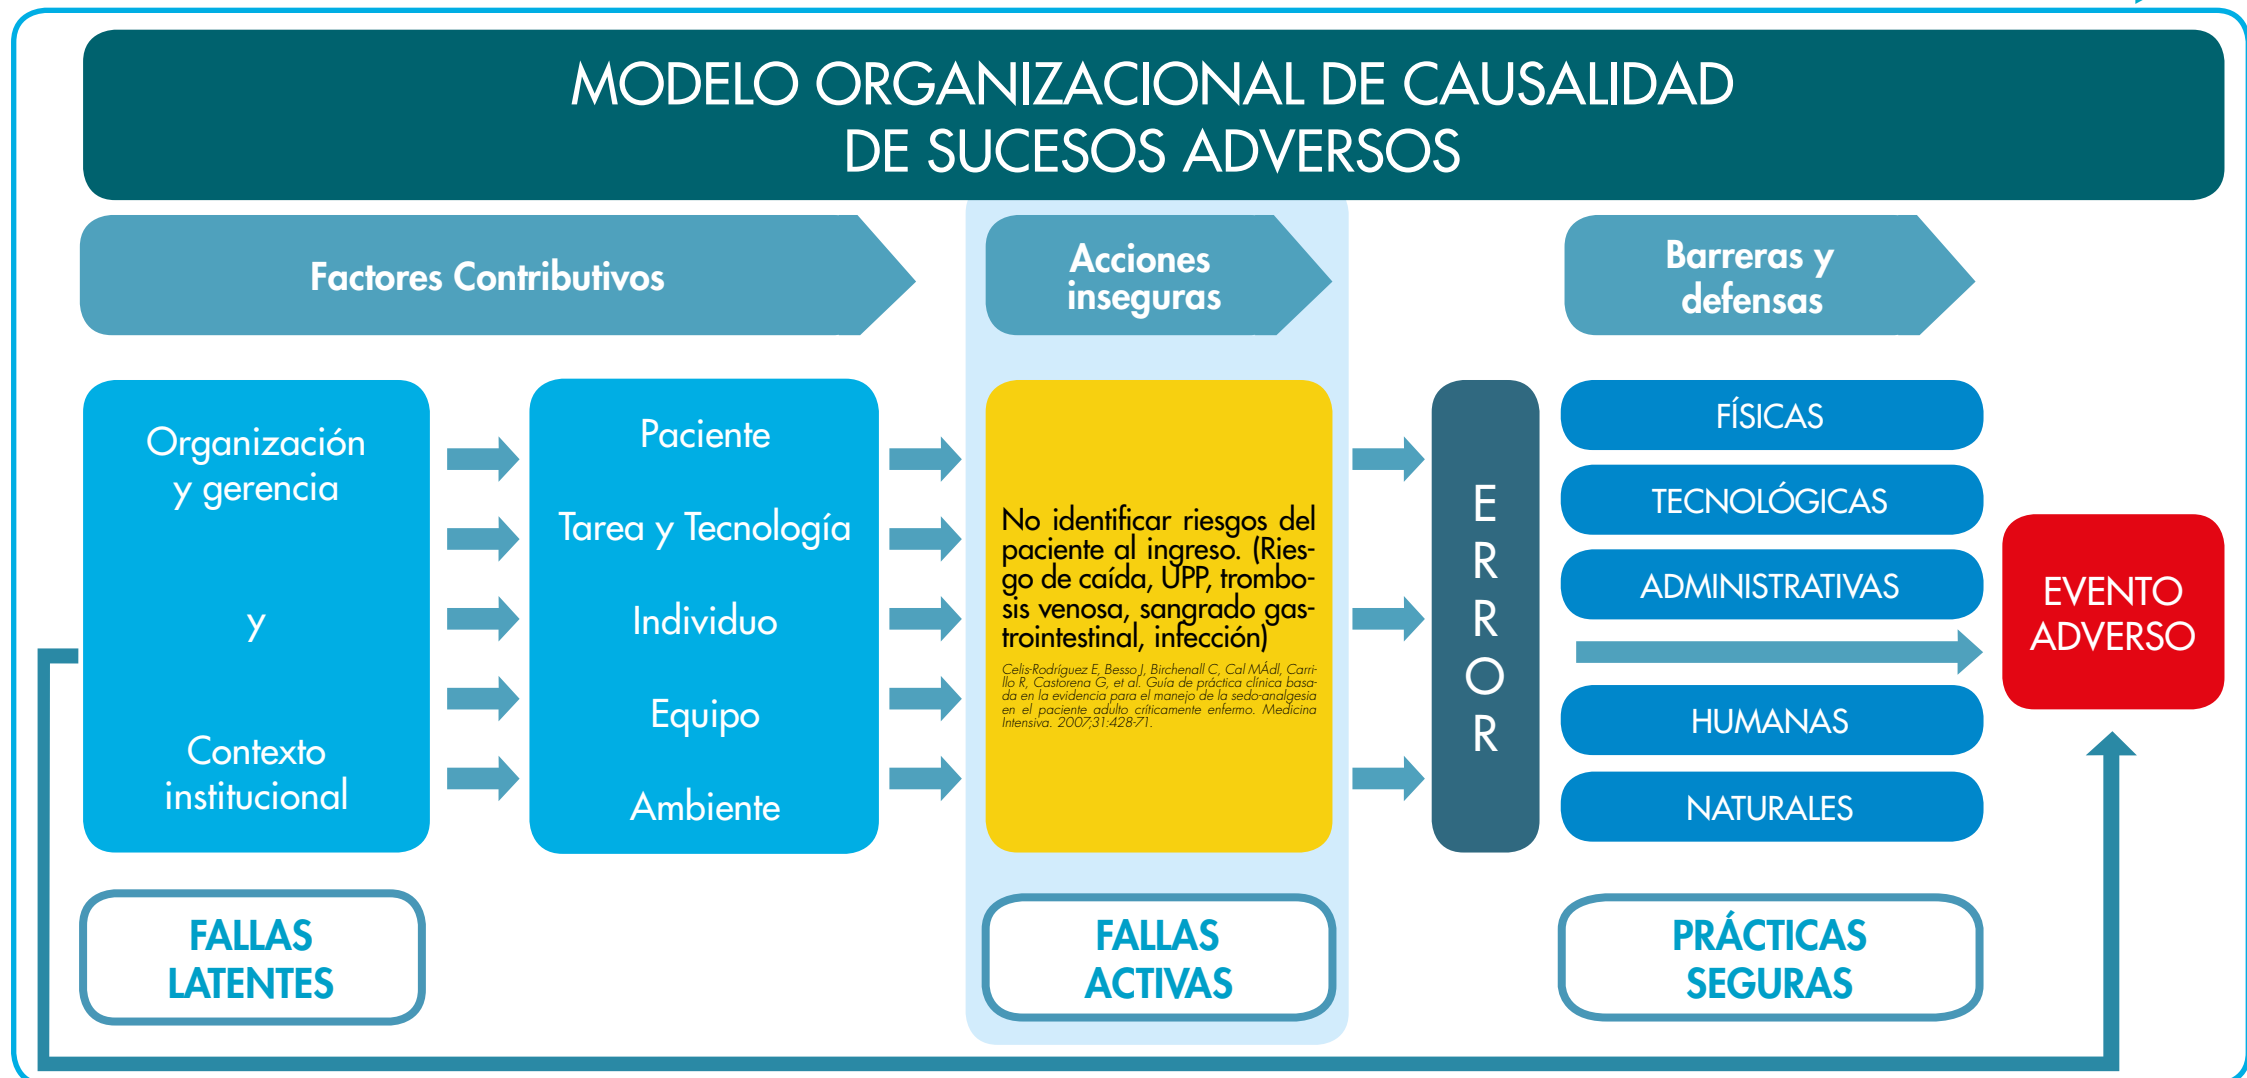 MODELO ORGANIZACIONAL DE CAUSALIDAD
DE SUCESOS ADVERSOS
Factores Contributivos
Acciones
inseguras
Barreras y
defensas
Organización
y gerencia
y
Contexto
institucional
Paciente
Tarea y Tecnología
Individuo
Equipo
Ambiente
No identificar riesgos del
paciente al ingreso. (Ries-
go de caída, UPP, trombo-
sis venosa, sangrado gas-
trointestinal, infección)
Celis-Rodríguez E, Besso J, Birchenall C, Cal MÁdl, Carri-
llo R, Castorena G, et al. Guía de práctica clínica basa-
da en la evidencia para el manejo de la sedo-analgesia
en el paciente adulto críticamente enfermo. Medicina
Intensiva. 2007;31:428-71.
E
R
R
O
R
FÍSICAS
TECNOLÓGICAS
ADMINISTRATIVAS
HUMANAS
NATURALES
EVENTO
ADVERSO
FALLAS
LATENTES
FALLAS
ACTIVAS
PRÁCTICAS
SEGURAS